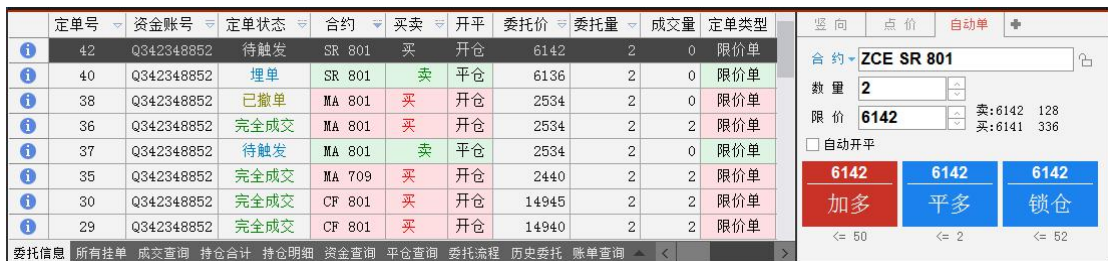 定单号 资金账号 定单状态 合约 买卖 开平 委托价 委托量 成交量 定单类型
42 Q342348852 待触发 SR 801 买 开仓 6142 2 0 限价单
40 Q342348852 埋单 SR 801 卖 平仓 6136 2 0 限价单
38 Q342348852 已撤单 MA 801 买 开仓 2534 2 0 限价单
36 Q342348852 完全成交 MA 801 买 开仓 2534 2 2 限价单
37 Q342348852 待触发 MA 801 卖 平仓 2534 2 0 限价单
35 Q342348852 完全成交 MA 709 买 开仓 2440 2 2 限价单
30 Q342348852 完全成交 CF 801 买 开仓 14945 2 2 限价单
29 Q342348852 完全成交 CF 801 买 开仓 14940 2 2 限价单
委托信息 所有挂单 成交查询 持仓合计 持仓明细 资金查询 平仓查询 委托流程 历史委托 账单查询
竖向 点价 自动单
合约 ZCE SR 801
数量 2
限价 6142
卖:6142 128
买:6141 336
自动开平
6142 6142 6142
加多 平多 锁仓
<= 50 <= 2 <= 52